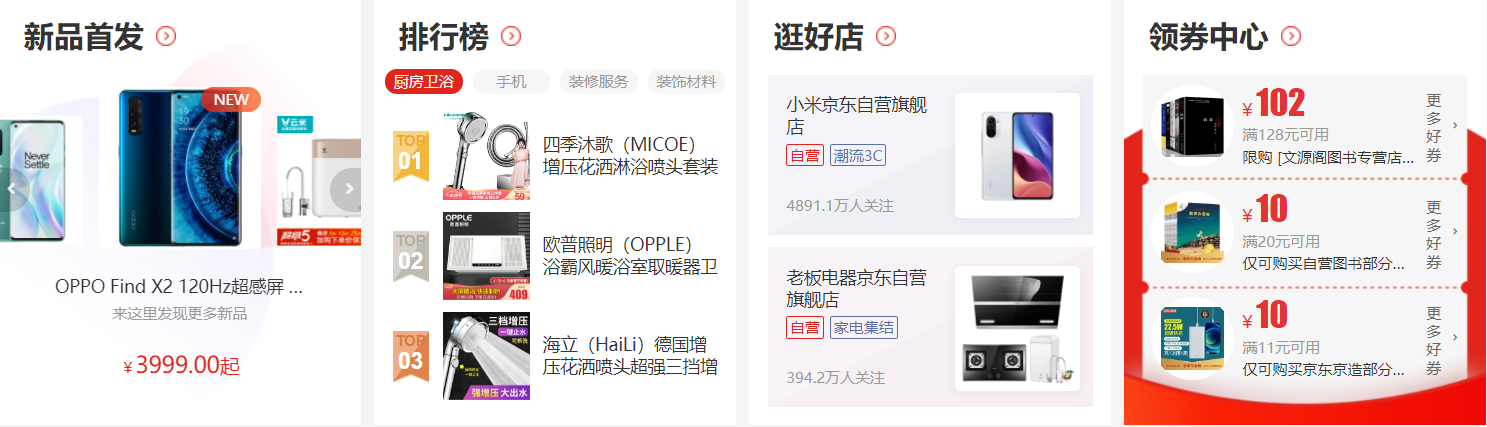 新品首发
NEW
Never
Settle
云米
OPPO Find X2 120Hz超感屏 ...
来这里发现更多新品
¥ 3999.00起
排行榜
厨房卫浴
手机
装修服务
装饰材料
TOP
01
四季沐歌（MICOE）
增压花洒淋浴喷头套装
TOP
02
OPPLE
409
欧普照明（OPPLE）
浴霸风暖浴室取暖器卫
TOP
03
三档增压
一键止水
强增压 大出水
海立（HaiLi）德国增
压花洒喷头超强三挡增
逛好店
小米京东自营旗舰
店
自营 潮流3C
4891.1万人关注
老板电器京东自营
旗舰店
自营 家电集结
394.2万人关注
领券中心
¥ 102
满128元可用
限购 [文源阁图书专营店...
更多好券
¥ 10
满20元可用
仅可购买自营图书部分...
更多好券
22.5W
¥ 10
满11元可用
仅可购买京东京造部分...
更多好券